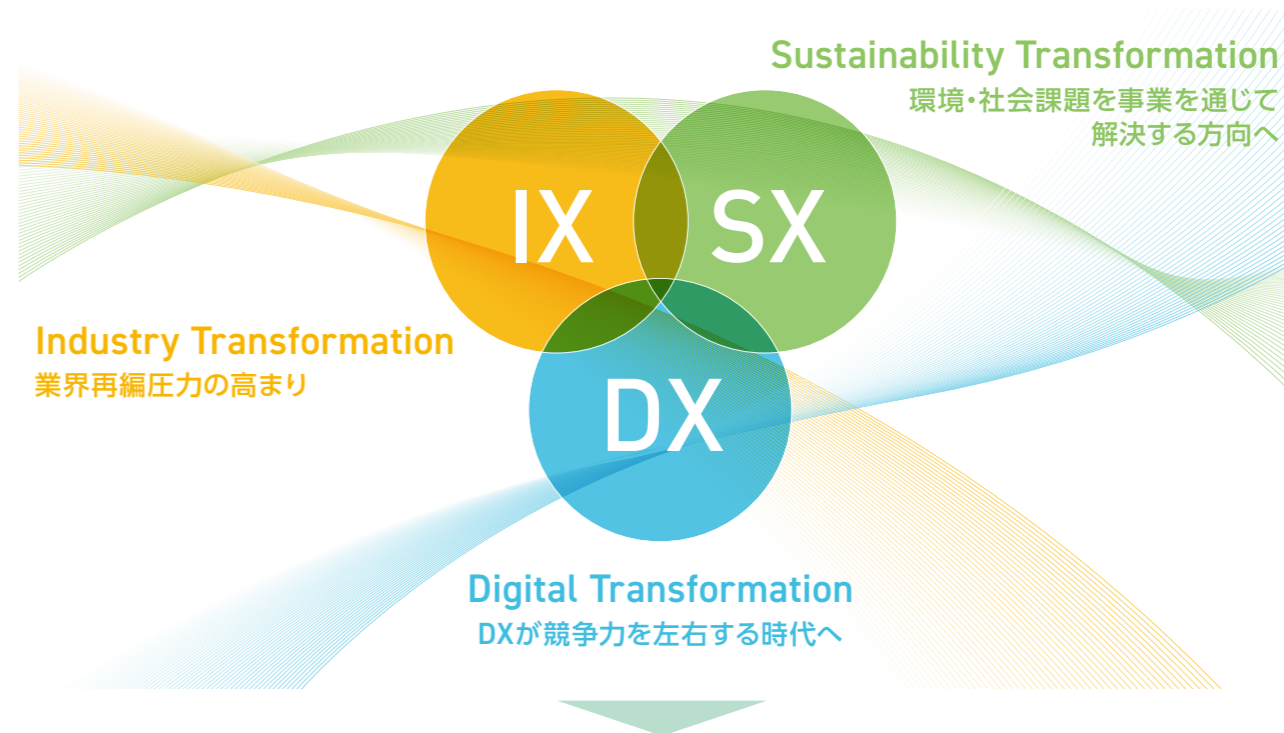 Sustainability Transformation
環境・社会課題を事業を通じて
解決する方向へ
IX
SX
Industry Transformation
業界再編圧力の高まり
DX
Digital Transformation
DXが競争力を左右する時代へ